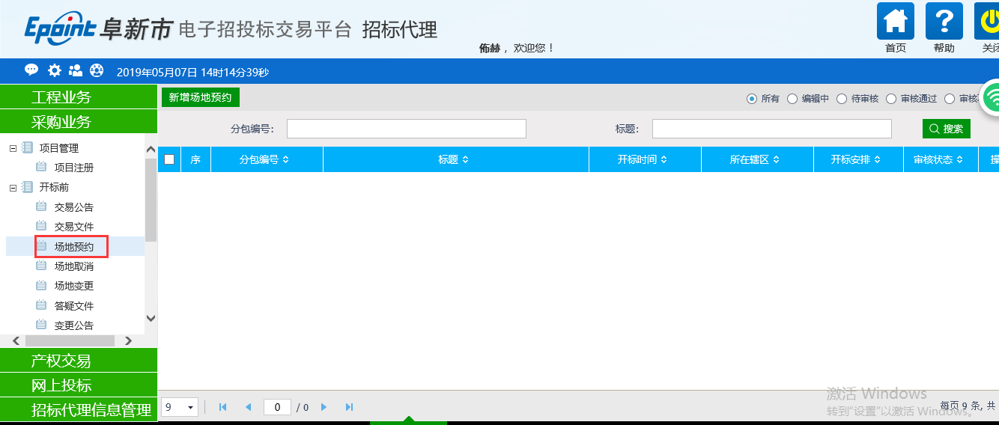 Epoint 阜新市 电子招投标交易平台 招标代理
，欢迎您！
首页 帮助 关闭
2019年05月07日 14时14分39秒
工程业务
采购业务
项目管理
项目注册
开标前
交易公告
交易文件
场地预约
场地取消
场地变更
答疑文件
变更公告
产权交易
网上投标
招标代理信息管理
新增场地预约
所有 编辑中 待审核 审核通过 审核
分包编号： 标题： 搜索
序 分包编号 标题 开标时间 所在辖区 开标安排 审核状态 操
9 0 / 0 每页 9 条, 共
激活 Windows
转到"设置"以激活 Windows。